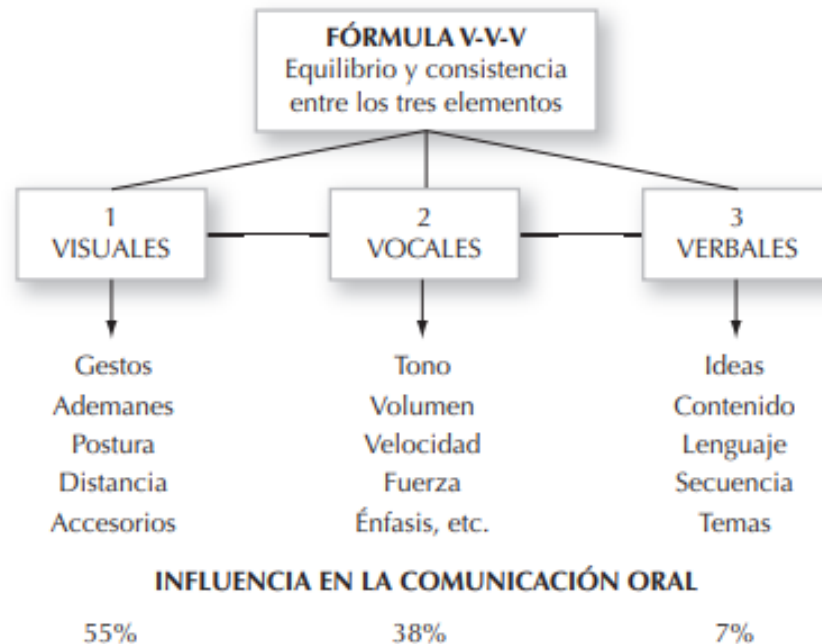 FÓRMULA V-V-V
Equilibrio y consistencia
entre los tres elementos
1
VISUALES
2
VOCALES
3
VERBALES
Gestos
Ademanes
Postura
Distancia
Accesorios
Tono
Volumen
Velocidad
Fuerza
Énfasis, etc.
Ideas
Contenido
Lenguaje
Secuencia
Temas
INFLUENCIA EN LA COMUNICACIÓN ORAL
55% 38% 7%